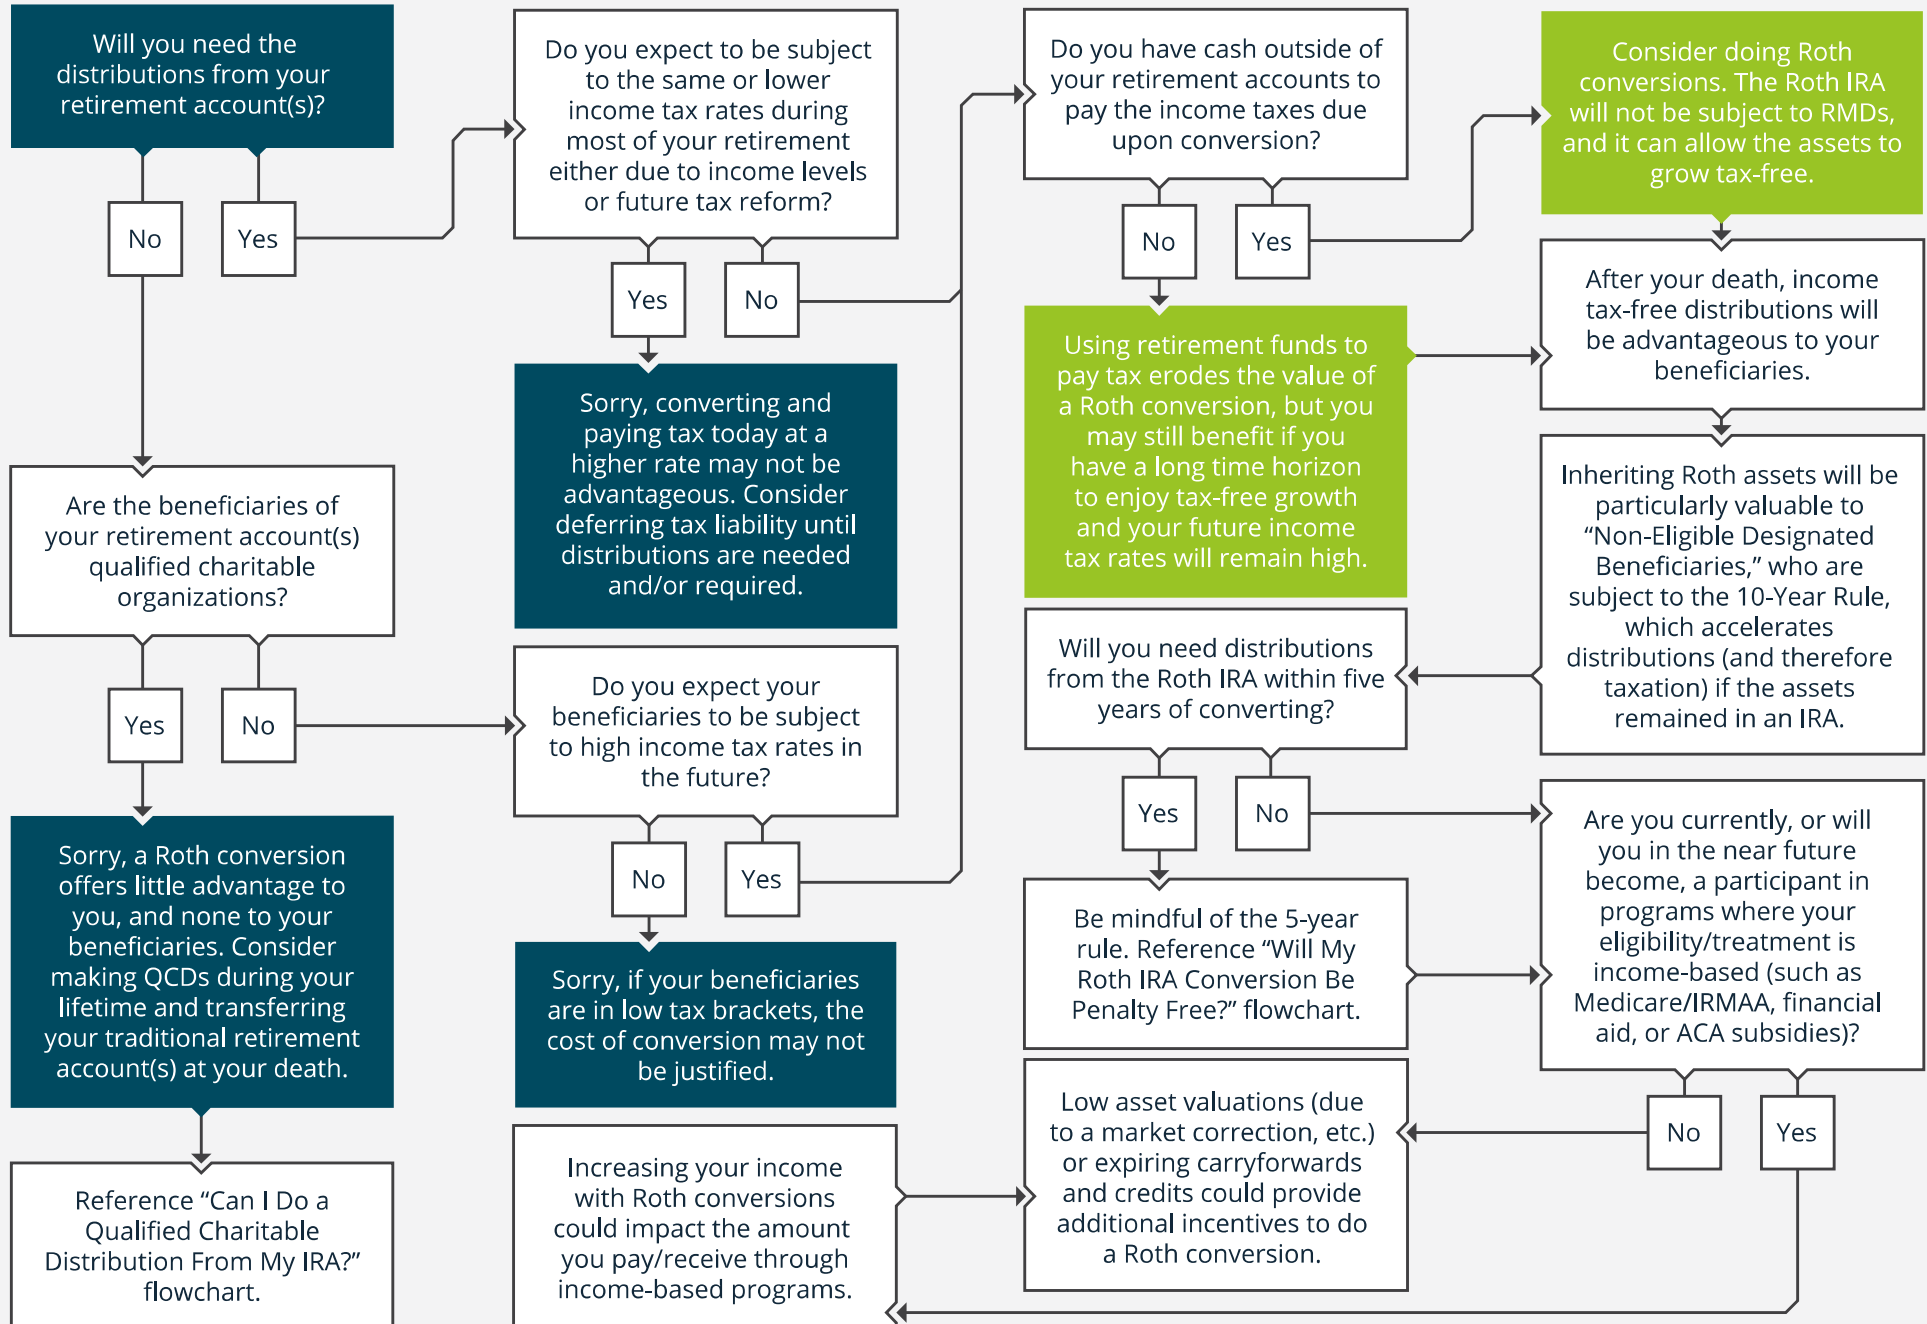 Will you need the
distributions from your
retirement account(s)?
No
Yes
Are the beneficiaries of
your retirement account(s)
qualified charitable
organizations?
Yes
No
Sorry, a Roth conversion
offers little advantage to
you, and none to your
beneficiaries. Consider
making QCDs during your
lifetime and transferring
your traditional retirement
account(s) at your death.
Reference “Can I Do a
Qualified Charitable
Distribution From My IRA?”
flowchart.
Do you expect to be subject
to the same or lower
income tax rates during
most of your retirement
either due to income levels
or future tax reform?
Yes
No
Sorry, converting and
paying tax today at a
higher rate may not be
advantageous. Consider
deferring tax liability until
distributions are needed
and/or required.
Do you expect your
beneficiaries to be subject
to high income tax rates in
the future?
No
Yes
Sorry, if your beneficiaries
are in low tax brackets, the
cost of conversion may not
be justified.
Increasing your income
with Roth conversions
could impact the amount
you pay/receive through
income-based programs.
Do you have cash outside of
your retirement accounts to
pay the income taxes due
upon conversion?
No
Yes
Using retirement funds to
pay tax erodes the value of
a Roth conversion, but you
may still benefit if you
have a long time horizon
to enjoy tax-free growth
and your future income
tax rates will remain high.
Will you need distributions
from the Roth IRA within five
years of converting?
Yes
No
Be mindful of the 5-year
rule. Reference “Will My
Roth IRA Conversion Be
Penalty Free?” flowchart.
Low asset valuations (due
to a market correction, etc.)
or expiring carryforwards
and credits could provide
additional incentives to do
a Roth conversion.
Consider doing Roth
conversions. The Roth IRA
will not be subject to RMDs,
and it can allow the assets to
grow tax-free.
After your death, income
tax-free distributions will
be advantageous to your
beneficiaries.
Inheriting Roth assets will be
particularly valuable to
“Non-Eligible Designated
Beneficiaries,” who are
subject to the 10-Year Rule,
which accelerates
distributions (and therefore
taxation) if the assets
remained in an IRA.
Are you currently, or will
you in the near future
become, a participant in
programs where your
eligibility/treatment is
income-based (such as
Medicare/IRMAA, financial
aid, or ACA subsidies)?
No
Yes